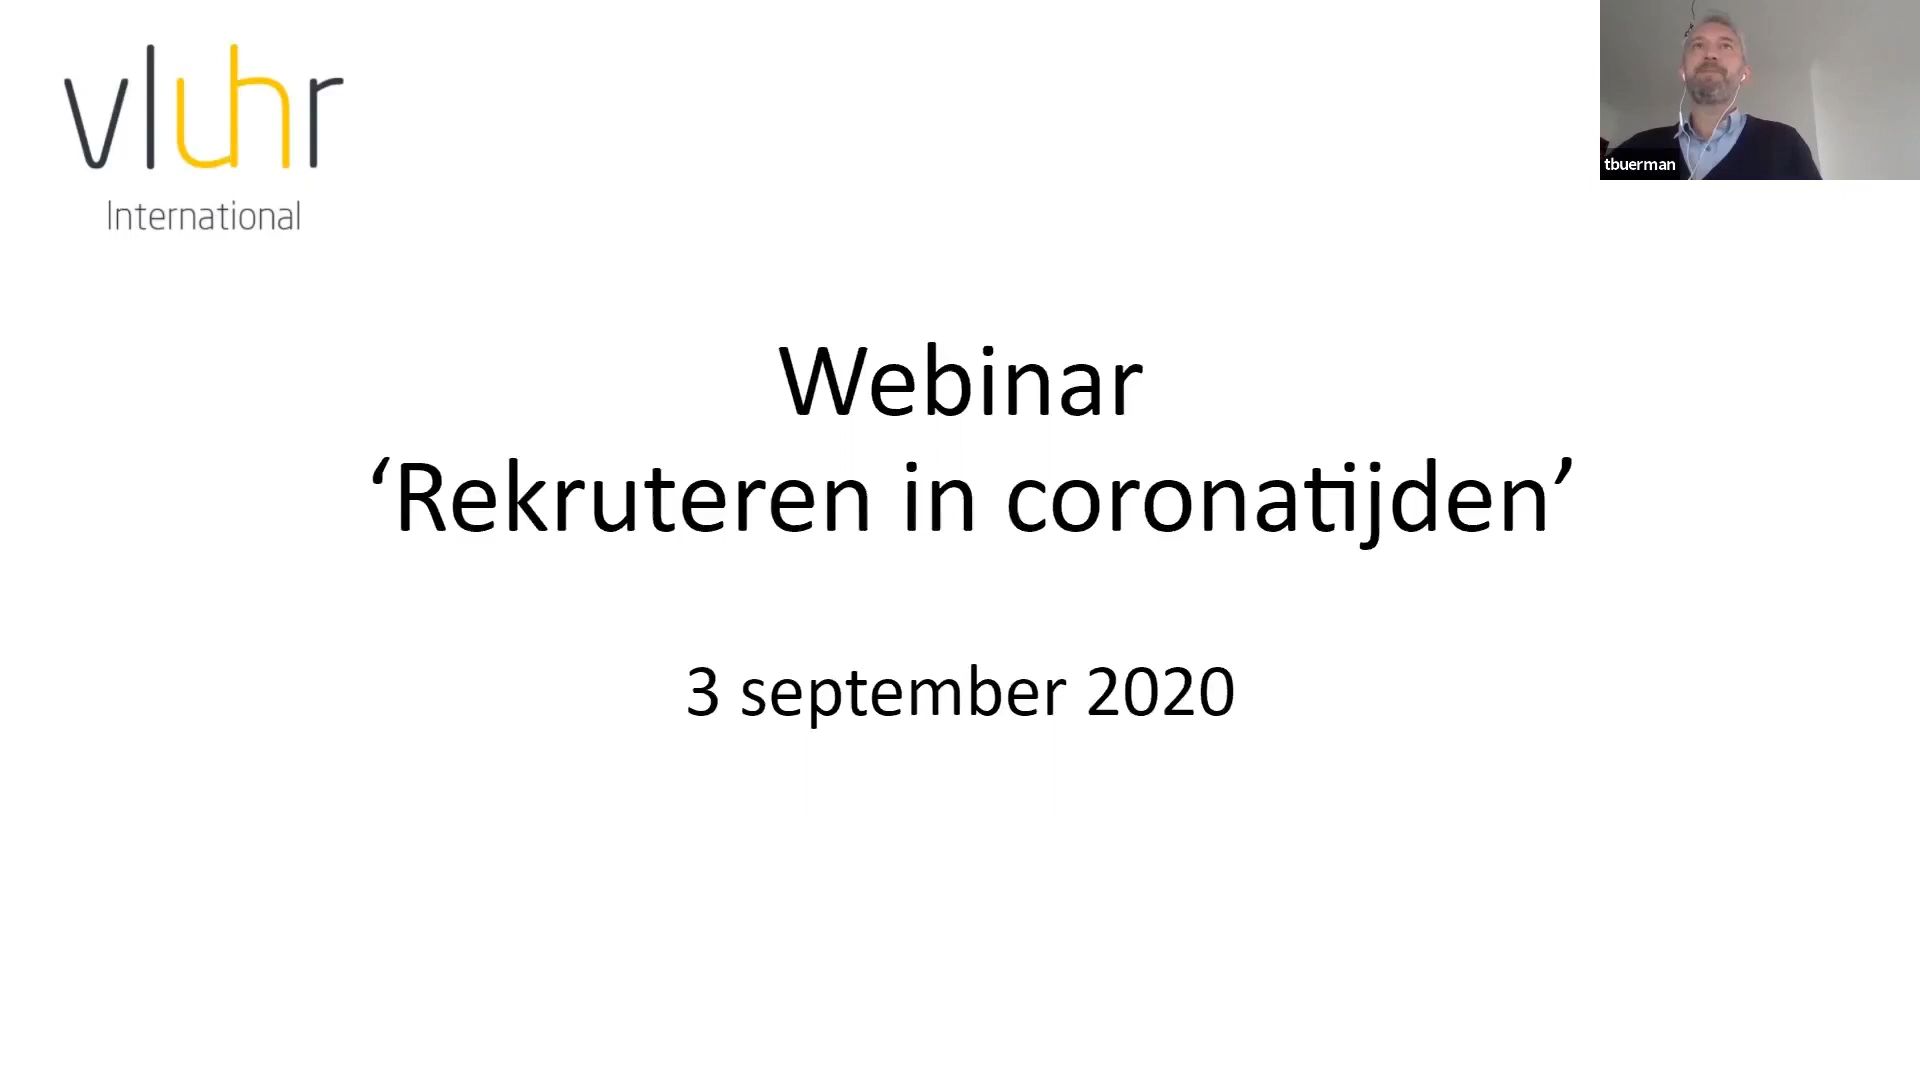 vluhr
International
tbuerman
Webinar
‘Rekruteren in coronatijden’
3 september 2020